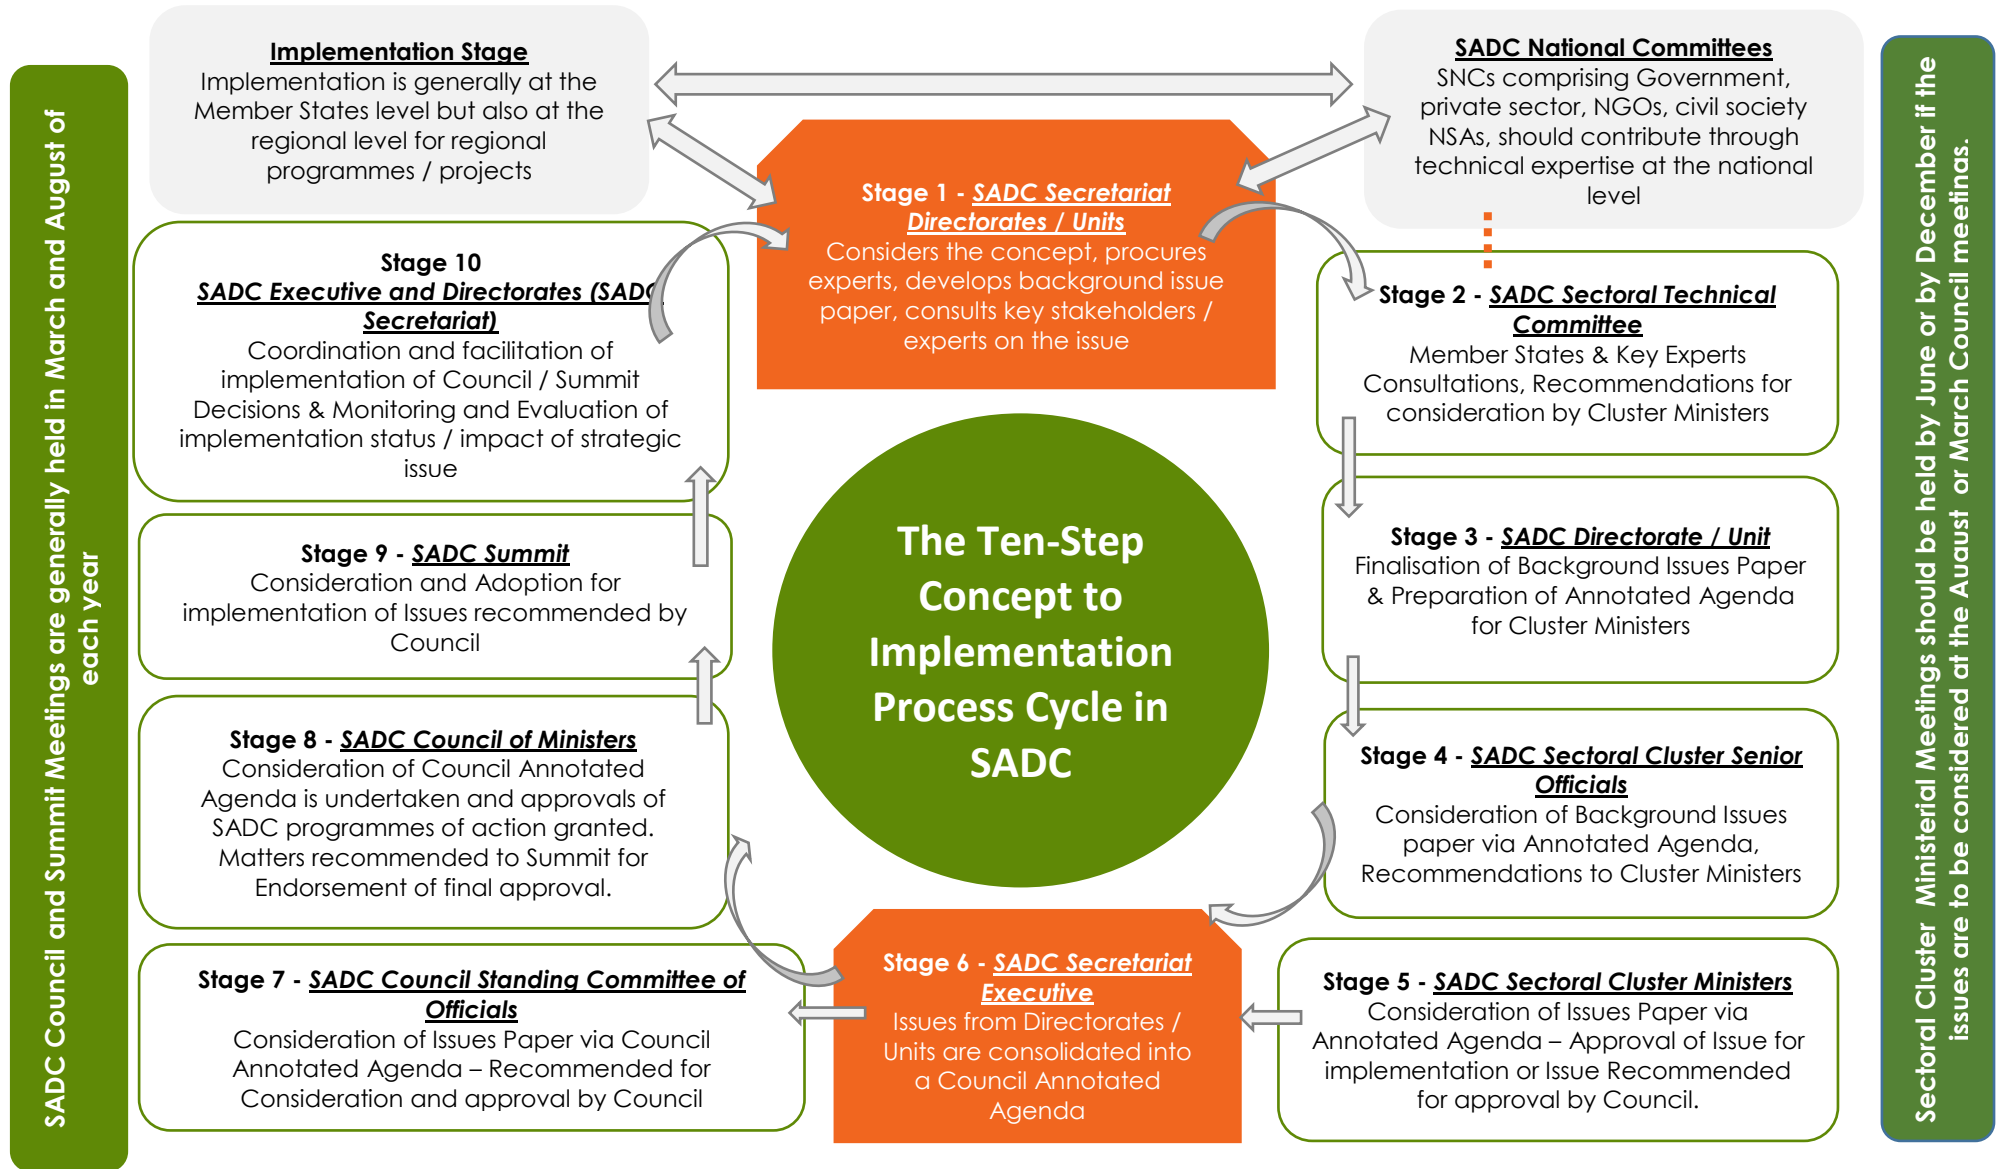 SADC Council and Summit Meetings are generally held in March and August of
each year
Implementation Stage
Implementation is generally at the
Member States level but also at the
regional level for regional
programmes / projects
SADC National Committees
SNCs comprising Government,
private sector, NGOs, civil society
NSAs, should contribute through
technical expertise at the national
level
Stage 1 - SADC Secretariat
Directorates / Units
Considers the concept, procures
experts, develops background issue
paper, consults key stakeholders /
experts on the issue
Stage 2 - SADC Sectoral Technical
Committee
Member States & Key Experts
Consultations, Recommendations for
consideration by Cluster Ministers
Stage 3 - SADC Directorate / Unit
Finalisation of Background Issues Paper
& Preparation of Annotated Agenda
for Cluster Ministers
Stage 4 - SADC Sectoral Cluster Senior
Officials
Consideration of Background Issues
paper via Annotated Agenda,
Recommendations to Cluster Ministers
Stage 5 - SADC Sectoral Cluster Ministers
Consideration of Issues Paper via
Annotated Agenda – Approval of Issue for
implementation or Issue Recommended
for approval by Council.
Stage 6 - SADC Secretariat
Executive
Issues from Directorates /
Units are consolidated into
a Council Annotated
Agenda
Stage 7 - SADC Council Standing Committee of
Officials
Consideration of Issues Paper via Council
Annotated Agenda – Recommended for
Consideration and approval by Council
Stage 8 - SADC Council of Ministers
Consideration of Council Annotated
Agenda is undertaken and approvals of
SADC programmes of action granted.
Matters recommended to Summit for
Endorsement of final approval.
Stage 9 - SADC Summit
Consideration and Adoption for
implementation of Issues recommended by
Council
Stage 10
SADC Executive and Directorates (SADC
Secretariat)
Coordination and facilitation of
implementation of Council / Summit
Decisions & Monitoring and Evaluation of
implementation status / impact of strategic
issue
The Ten-Step
Concept to
Implementation
Process Cycle in
SADC
Sectoral Cluster Ministerial Meetings should be held by June or by December if the
issues are to be considered at the August or March Council meetings.